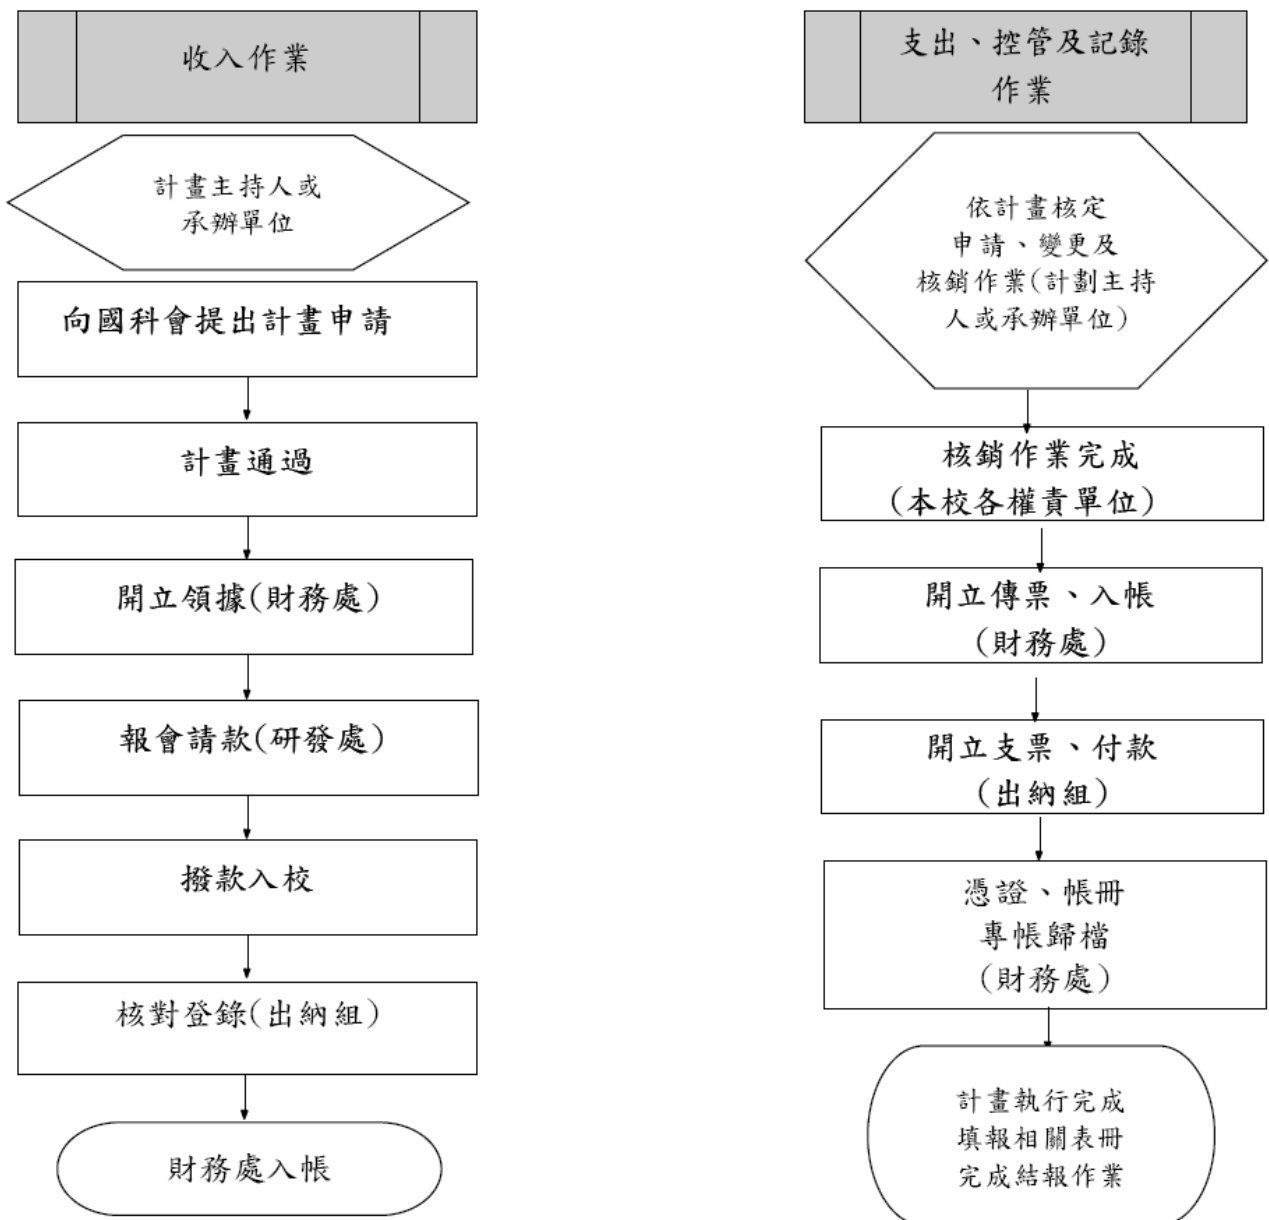 收入作業
計畫主持人或
承辦單位
向國科會提出計畫申請
計畫通過
開立領據(財務處)
報會請款(研發處)
撥款入校
核對登錄(出納組)
財務處入帳
支出、控管及記錄
作業
依計畫核定
申請、變更及
核銷作業(計劃主持
人或承辦單位)
核銷作業完成
(本校各權責單位)
開立傳票、入帳
(財務處)
開立支票、付款
(出納組)
憑證、帳冊
專帳歸檔
(財務處)
計畫執行完成
填報相關表冊
完成結報作業